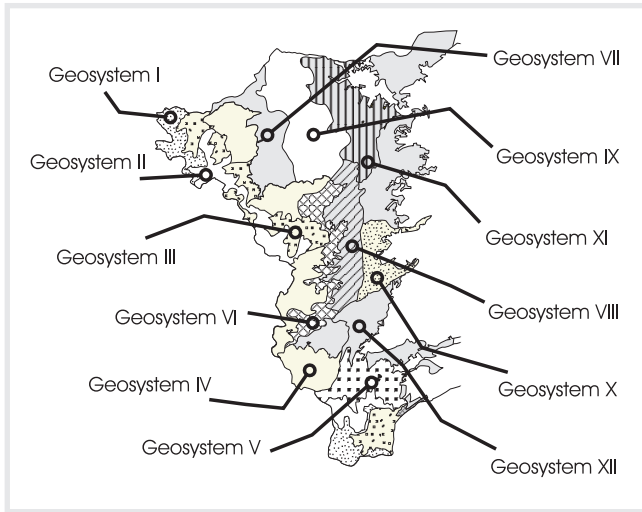 Geosystem I
Geosystem II
Geosystem III
Geosystem VI
Geosystem IV
Geosystem V
Geosystem VII
Geosystem IX
Geosystem XI
Geosystem VIII
Geosystem X
Geosystem XII